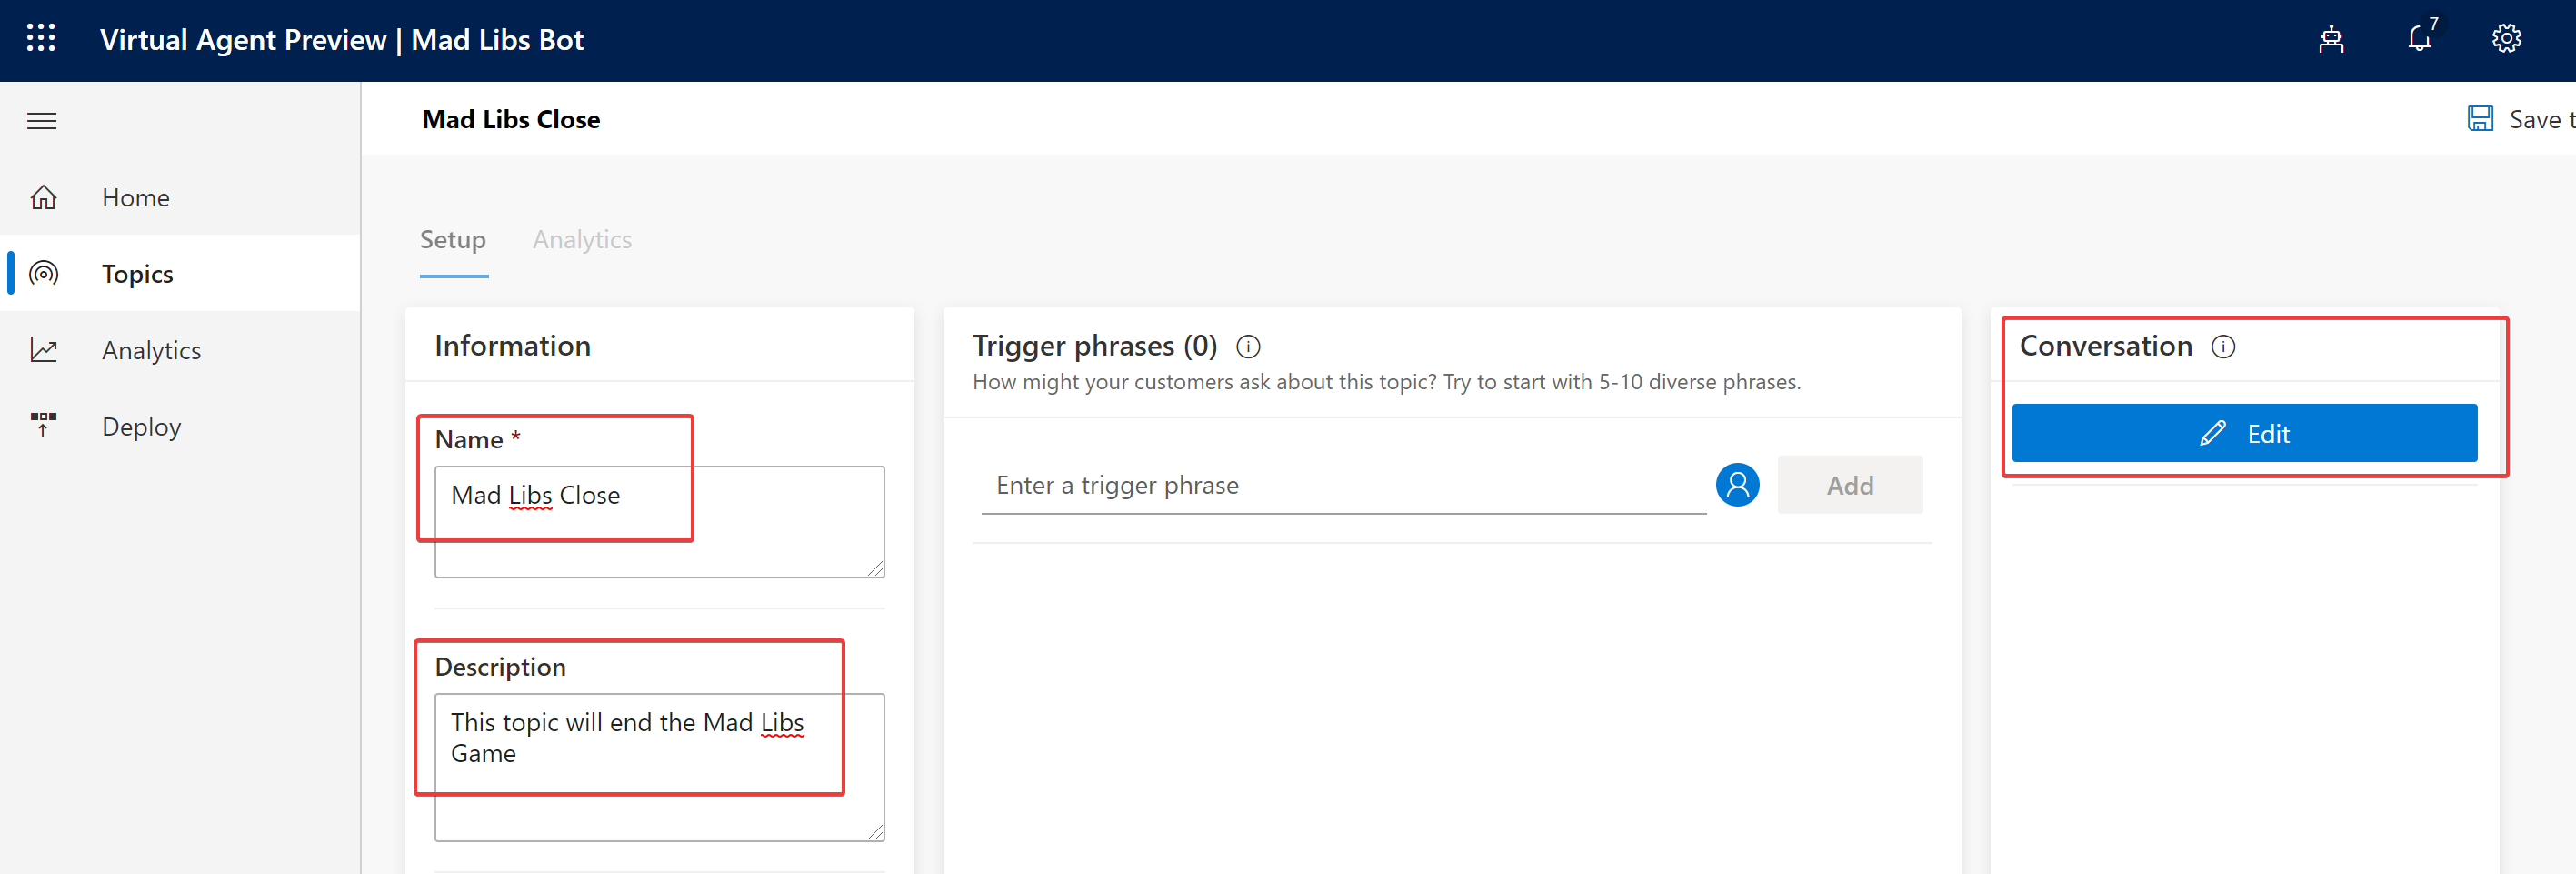 Virtual Agent Preview | Mad Libs Bot
7
Mad Libs Close
Save t
Home
Topics
Analytics
Deploy
Setup
Analytics
Information
Name *
Mad Libs Close
Description
This topic will end the Mad Libs
Game
Trigger phrases (0)
How might your customers ask about this topic? Try to start with 5-10 diverse phrases.
Enter a trigger phrase
Add
Conversation
Edit